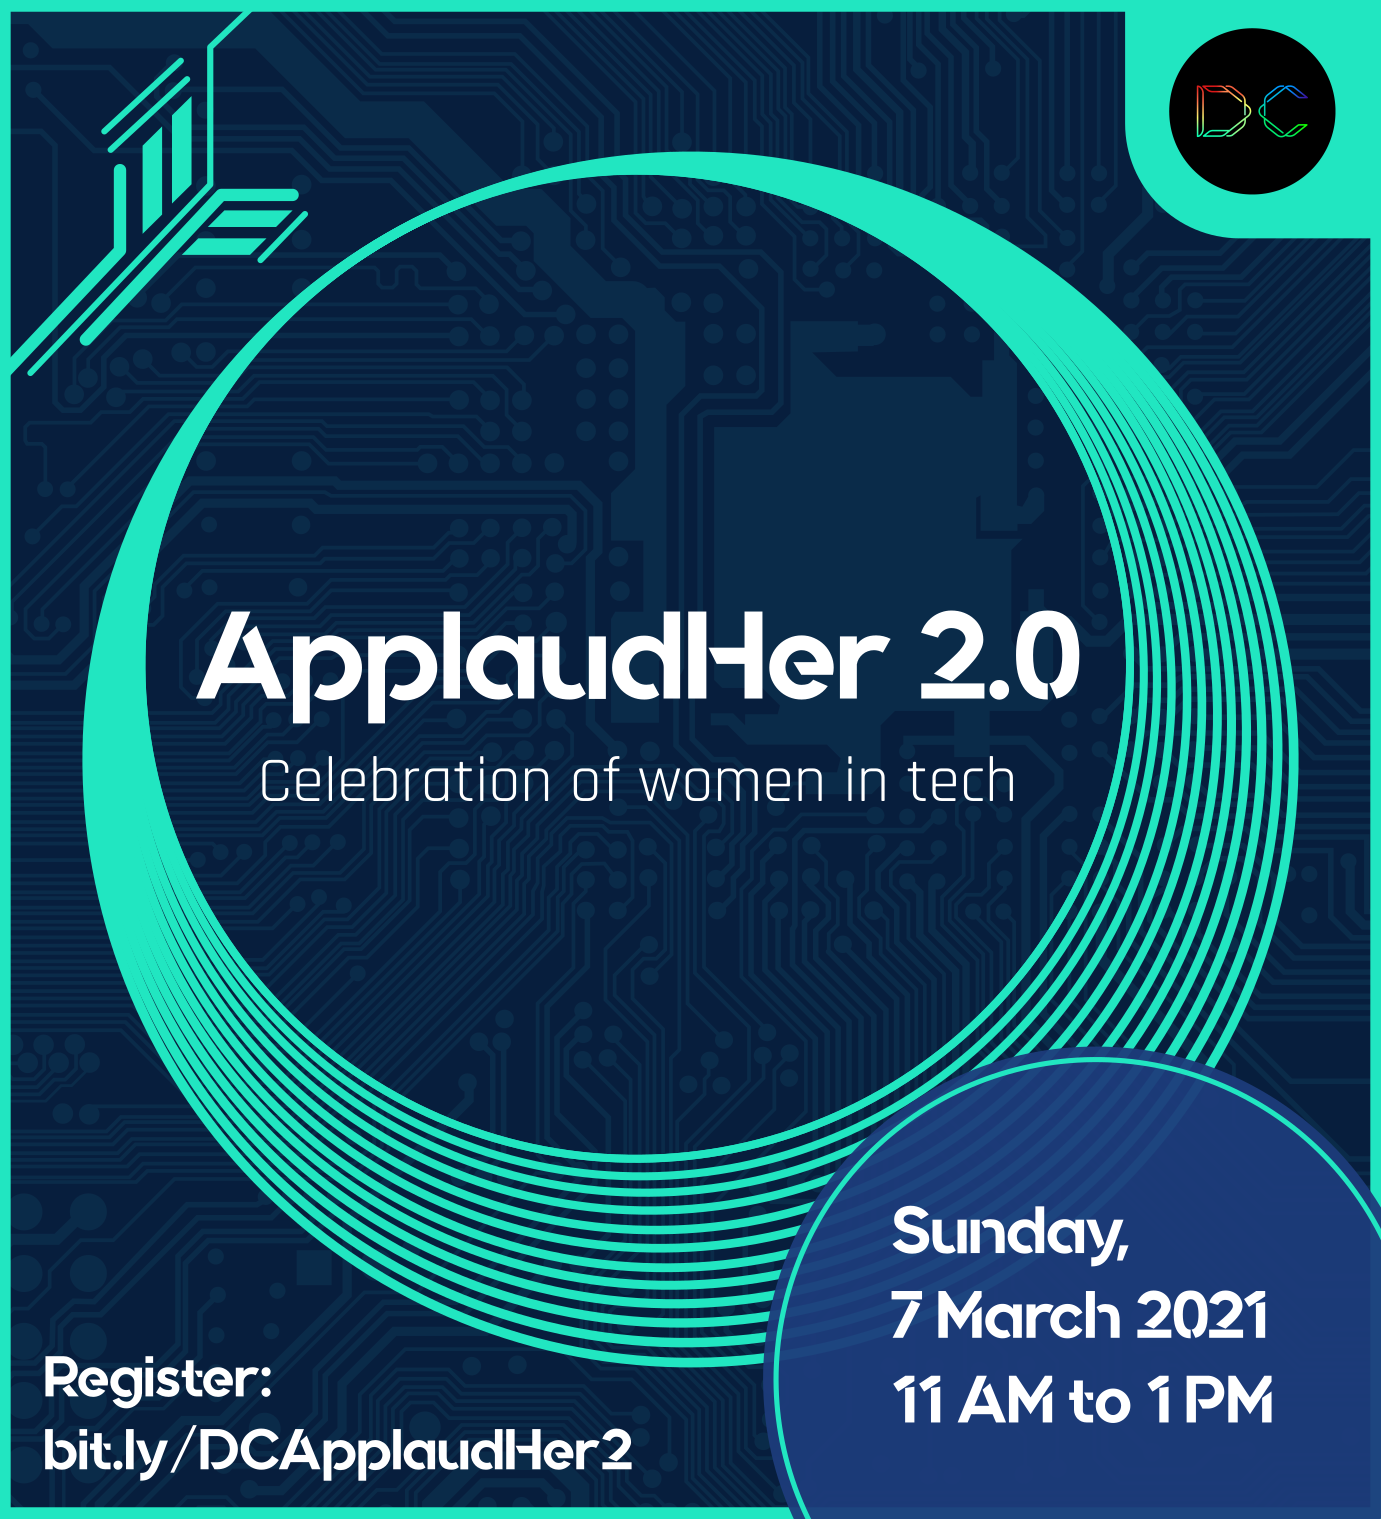 DC
ApplaudHer 2.0
Celebration of women in tech
Sunday,
7 March 2021
11 AM to 1 PM
Register:
bit.ly/DCApplaudHer2